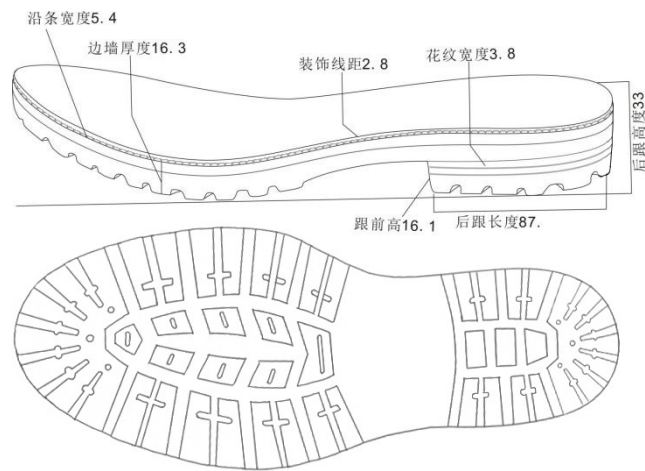 沿条宽度5.4
边墙厚度16.3
装饰线距2.8
花纹宽度3.8
后跟高度33
跟前高16.1
后跟长度87.